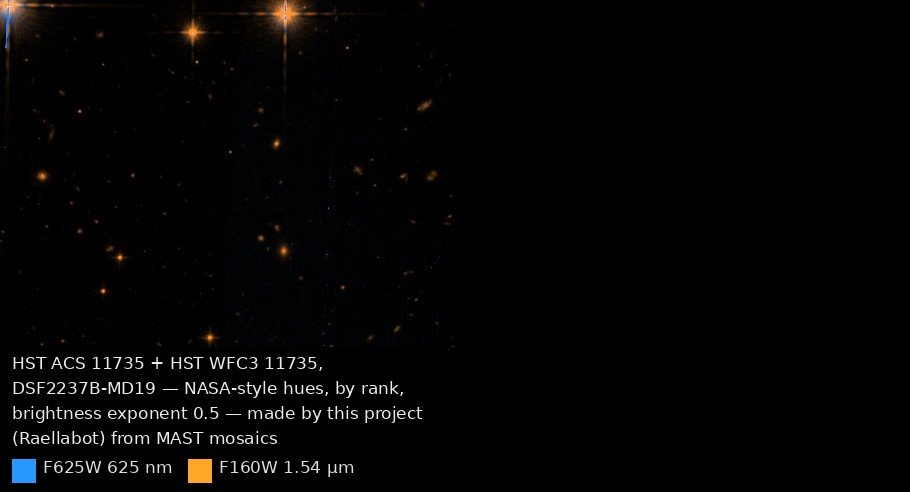 HST ACS 11735 + HST WFC3 11735,
DSF2237B-MD19 — NASA-style hues, by rank,
brightness exponent 0.5 — made by this project
(Raellabot) from MAST mosaics
F625W 625 nm F160W 1.54 µm